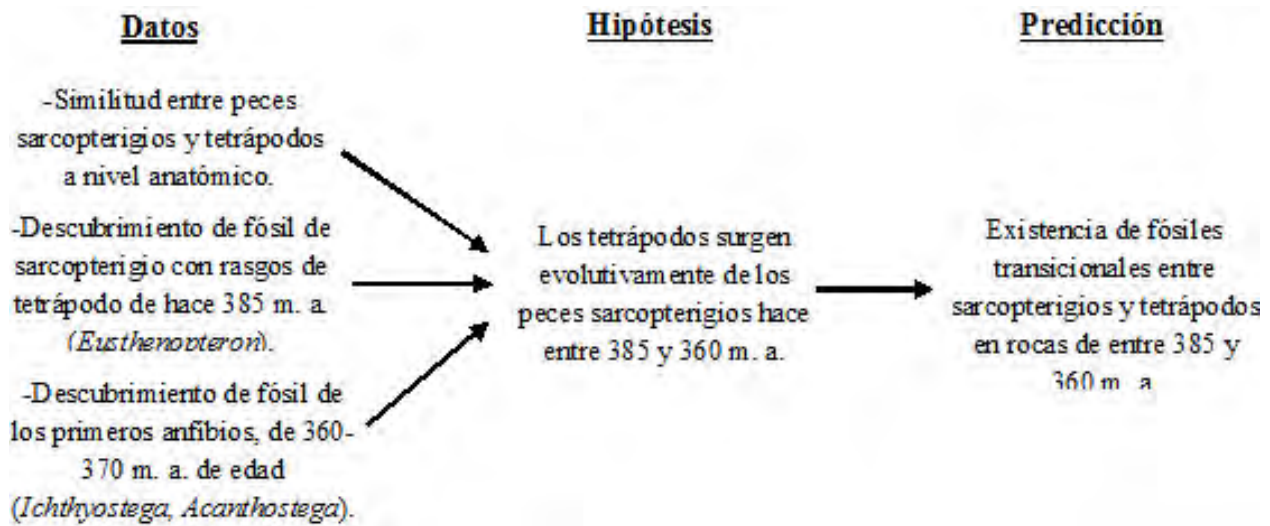 Datos
-Similitud entre peces
sarcopterigios y tetrápodos
a nivel anatómico.
-Descubrimiento de fósil de
sarcopterigio con rasgos de
tetrápodo de hace 385 m. a.
(Eusthenopteron).
-Descubrimiento de fósil de
los primeros anfibios, de 360-
370 m. a. de edad
(Ichthyostega, Acanthostega).
Hipótesis
Los tetrápodos surgen
evolutivamente de los
peces sarcopterigios hace
entre 385 y 360 m. a.
Predicción
Existencia de fósiles
transicionales entre
sarcopterigios y tetrápodos
en rocas de entre 385 y
360 m. a